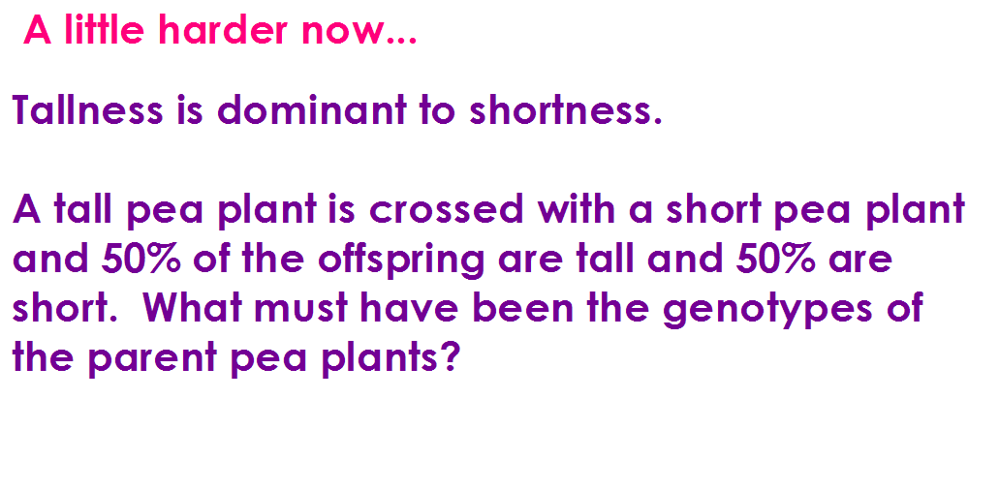 A little harder now...
Tallness is dominant to shortness.
A tall pea plant is crossed with a short pea plant
and 50% of the offspring are tall and 50% are
short.  What must have been the genotypes of
the parent pea plants?